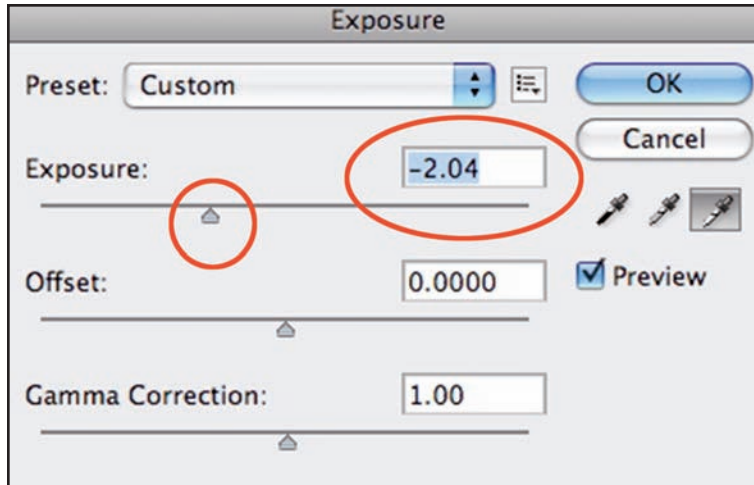 Exposure
Preset: Custom
OK
Cancel
Exposure: -2.04
Preview
Offset: 0.0000
Gamma Correction: 1.00